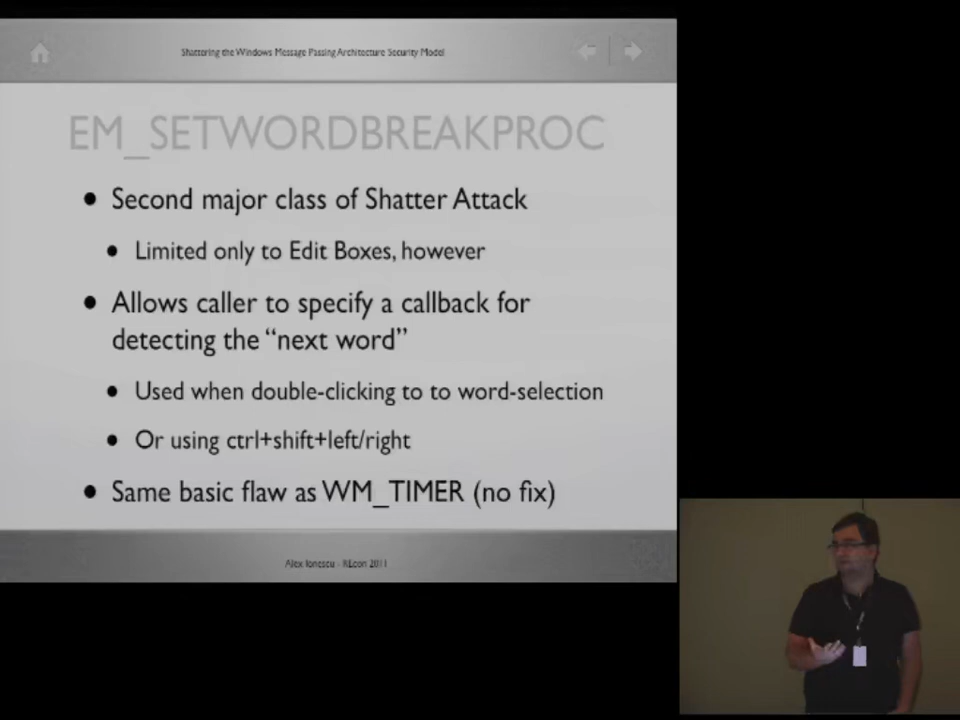 Shattering the Windows Message Passing Architecture Security Model
EM_SETWORDBREAKPROC
• Second major class of Shatter Attack
• Limited only to Edit Boxes, however
• Allows caller to specify a callback for
detecting the “next word”
• Used when double-clicking to to word-selection
• Or using ctrl+shift+left/right
• Same basic flaw as WM_TIMER (no fix)
Alex Ionescu - REcon 2011